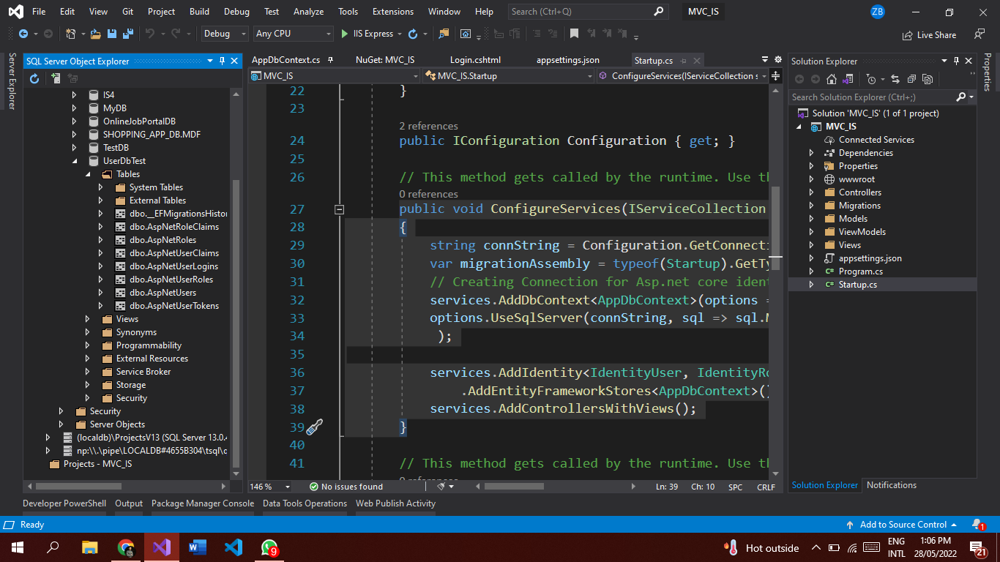 File Edit View Git Project Build Debug Test Analyze Tools Extensions Window Help Search (Ctrl+Q) MVC_IS ZB
Debug Any CPU IIS Express Live Share
Server Explorer
SQL Server Object Explorer
IS4
MyDB
OnlineJobPortalDB
SHOPPING_APP_DB.MDF
TestDB
UserDbTest
Tables
System Tables
External Tables
dbo.__EFMigrationsHistor
dbo.AspNetRoleClaims
dbo.AspNetRoles
dbo.AspNetUserClaims
dbo.AspNetUserLogins
dbo.AspNetUserRoles
dbo.AspNetUsers
dbo.AspNetUserTokens
Views
Synonyms
Programmability
External Resources
Service Broker
Storage
Security
Security
Server Objects
(localdb)\ProjectsV13 (SQL Server 13.0.4
np:\\.\pipe\LOCALDB#4655B304\tsql\q
Projects - MVC_IS
AppDbContext.cs NuGet: MVC_IS Login.cshtml appsettings.json Startup.cs
MVC_IS MVC_IS.Startup ConfigureServices(IServiceCollection s
22 }
23
2 references
24 public IConfiguration Configuration { get; }
25
26 // This method gets called by the runtime. Use th
0 references
27 public void ConfigureServices(IServiceCollection
28 {
29 string connString = Configuration.GetConnecti
30 var migrationAssembly = typeof(Startup).GetTy
31 // Creating Connection for Asp.net core ident
32 services.AddDbContext<AppDbContext>(options =
33 options.UseSqlServer(connString, sql => sql.M
34 );
35
36 services.AddIdentity<IdentityUser, IdentityRo
37 .AddEntityFrameworkStores<AppDbContext>()
38 services.AddControllersWithViews();
39 }
40
41 // This method gets called by the runtime. Use th
0 references
146 % No issues found Ln: 39 Ch: 10 SPC CRLF
Solution Explorer
Search Solution Explorer (Ctrl+;)
Solution 'MVC_IS' (1 of 1 project)
MVC_IS
Connected Services
Dependencies
Properties
wwwroot
Controllers
Migrations
Models
ViewModels
Views
appsettings.json
Program.cs
Startup.cs
Solution Explorer Notifications
Properties
Developer PowerShell Output Package Manager Console Data Tools Operations Web Publish Activity
Ready Add to Source Control 1
9 Hot outside ENG 1:06 PM
INTL 28/05/2022 21